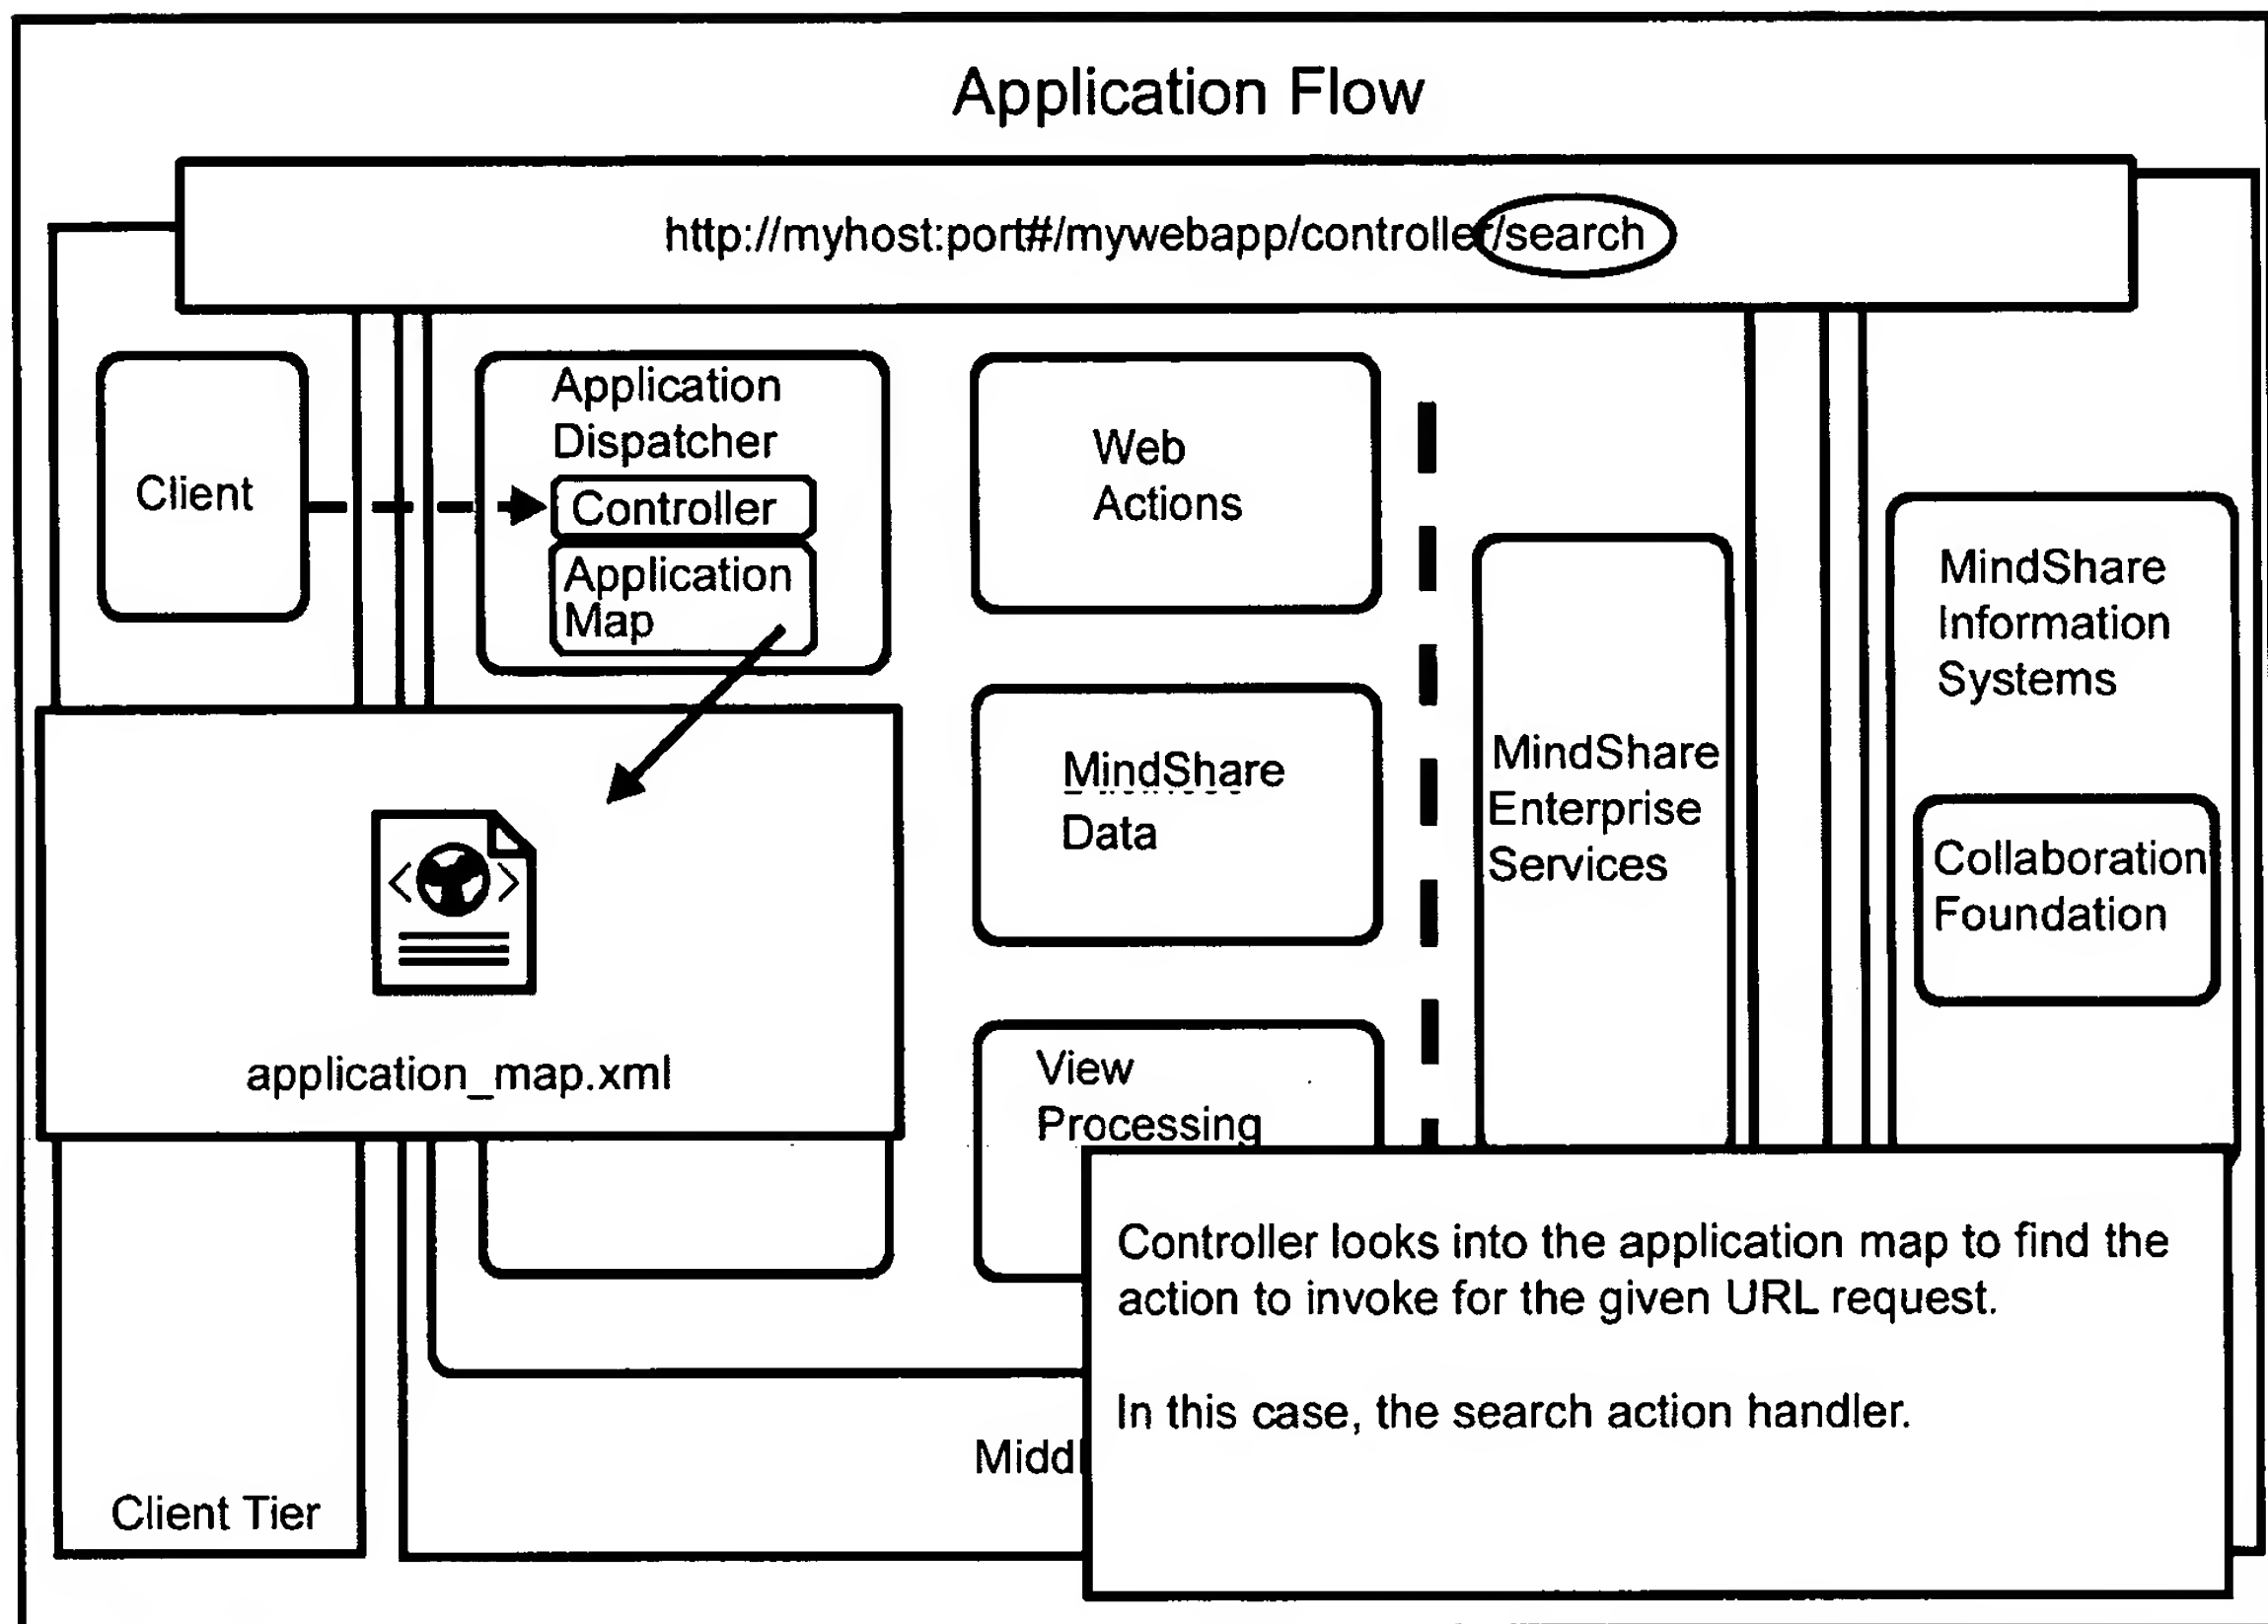 Application Flow
http://myhost:port#/mywebapp/controller/search
Client
Application
Dispatcher
Controller
Application
Map
Web
Actions
MindShare
Data
View
Processing
MindShare
Enterprise
Services
MindShare
Information
Systems
Collaboration
Foundation
application_map.xml
Controller looks into the application map to find the
action to invoke for the given URL request.
In this case, the search action handler.
Client Tier